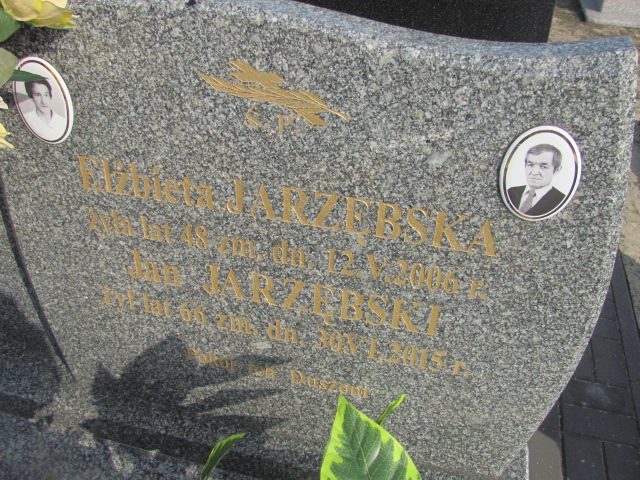 Ś. P.
Elżbieta JARZĘBSKA
żyła lat 48 zm. dn. 12.V.2006 r.
Jan JARZĘBSKI
żył lat 66 zm. dn. 30.VI.2015 r.
Pokój Ich Duszom